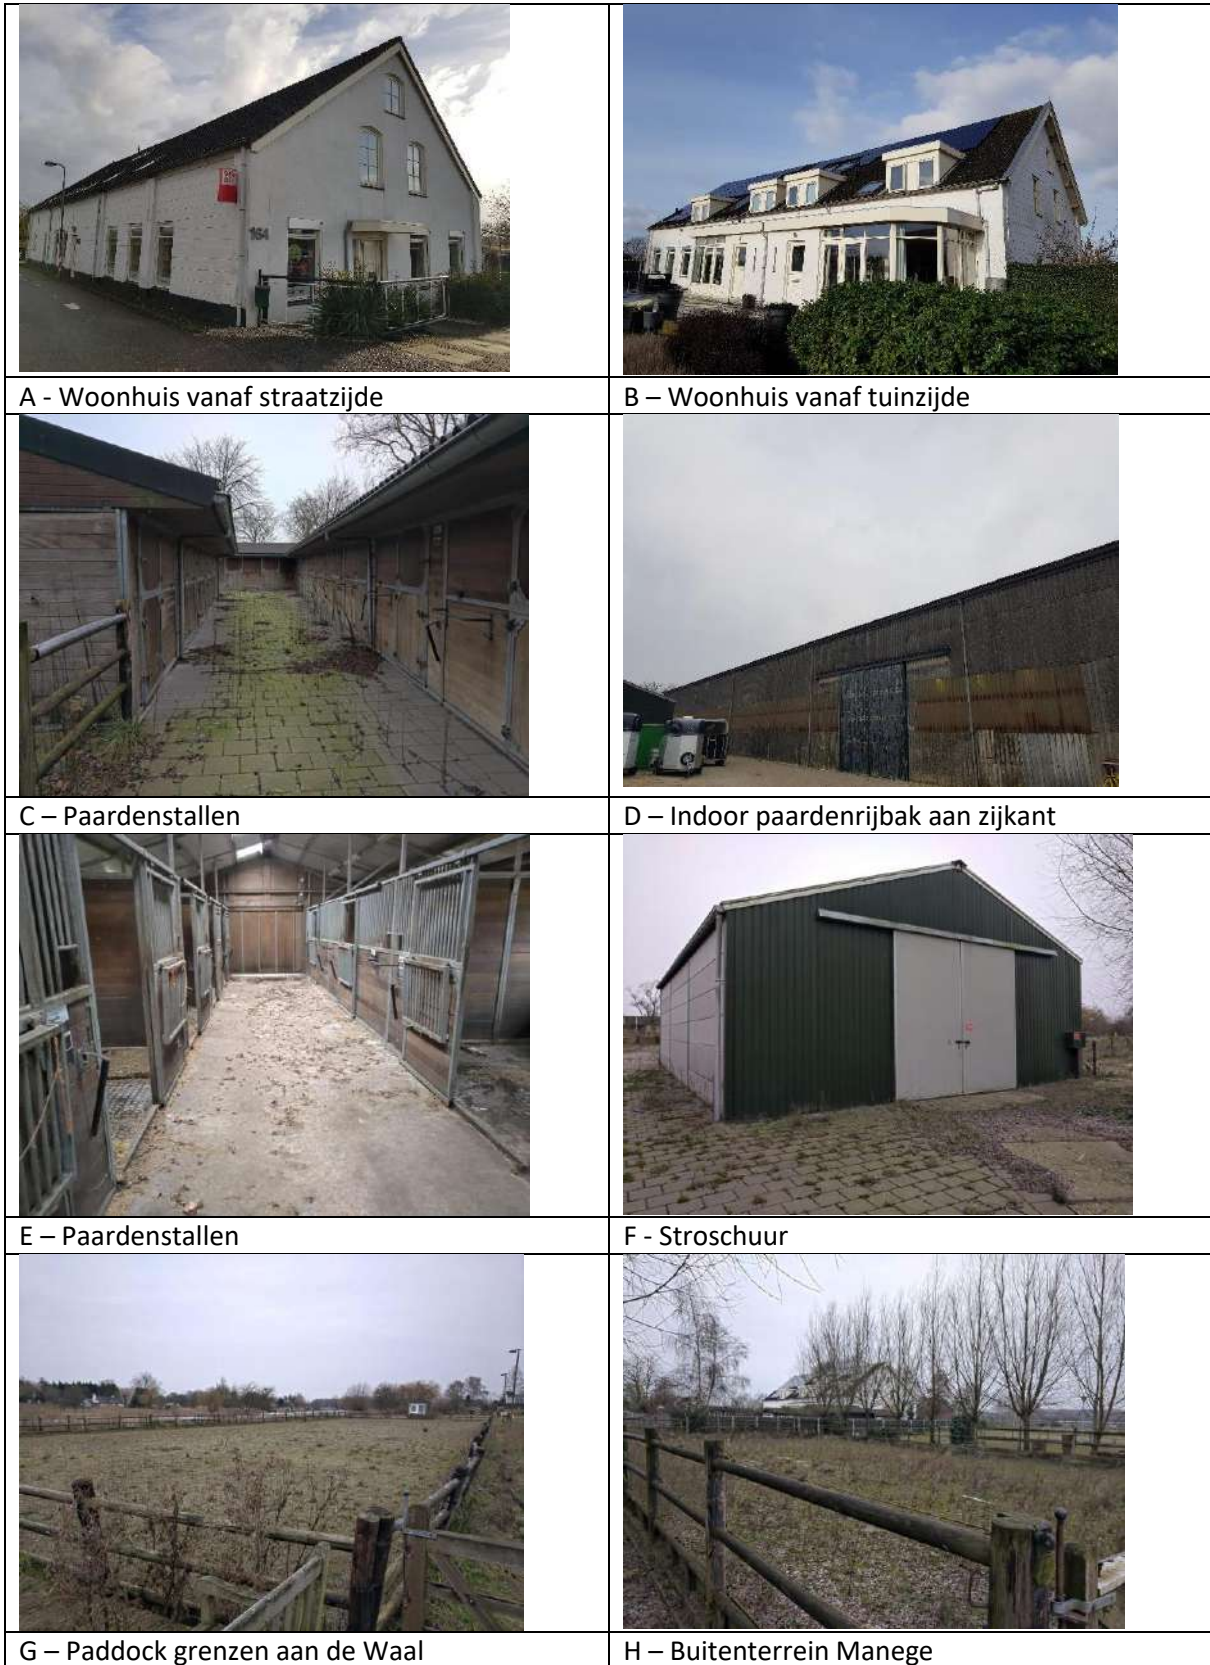 164
A - Woonhuis vanaf straatzijde
B – Woonhuis vanaf tuinzijde
C – Paardenstallen
D – Indoor paardenrijbak aan zijkant
E – Paardenstallen
F - Stroschuur
G – Paddock grenzen aan de Waal
H – Buitenterrein Manege